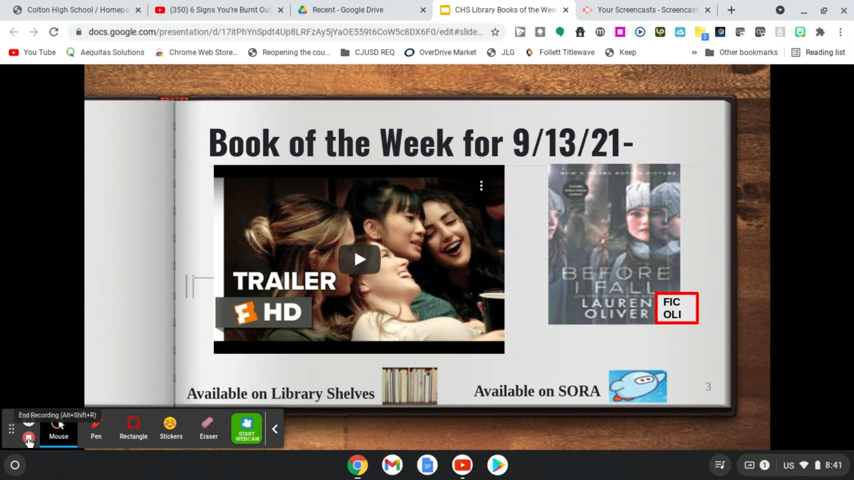 Colton High School / Homepa
(350) 6 Signs You're Burnt Out
Recent - Google Drive
CHS Library Books of the Wee
Your Screencasts - Screencast
docs.google.com/presentation/d/17itPhYnSpdt4Up8LRFzAy5jYaOE559t6CoW5c8DX6F0/edit#slide...
You Tube
Aequitas Solutions
Chrome Web Store...
Reopening the cou...
CJUSD REQ
OverDrive Market
JLG
Follett Titlewave
Keep
Other bookmarks
Reading list
Book of the Week for 9/13/21-
TRAILER
F HD
BEFORE
I FALL
LAUREN
OLIVER
FIC
OLI
Available on Library Shelves
Available on SORA
3
End Recording (Alt+Shift+R)
Mouse
Pen
Rectangle
Stickers
Eraser
START
WEBCAM
1
US
8:41